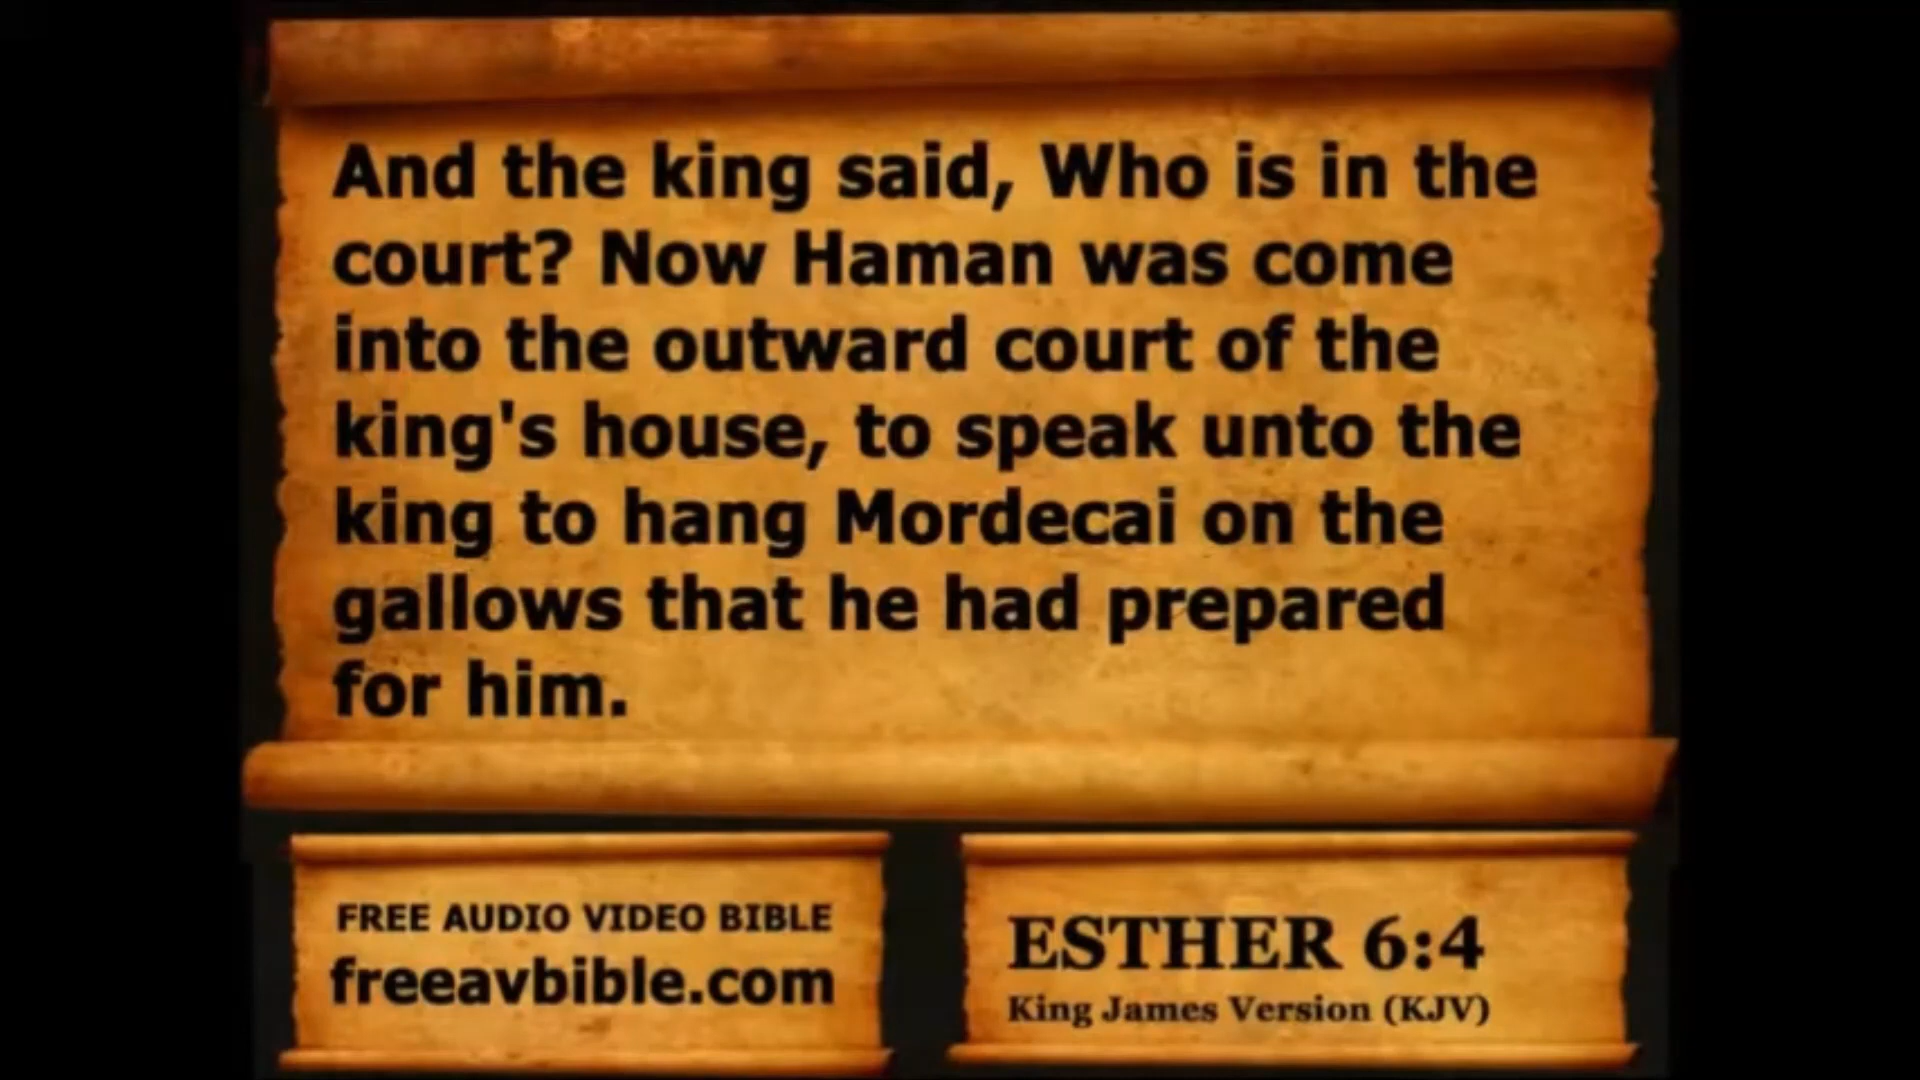 And the king said, Who is in the
court? Now Haman was come
into the outward court of the
king's house, to speak unto the
king to hang Mordecai on the
gallows that he had prepared
for him.
FREE AUDIO VIDEO BIBLE
freeavbible.com
ESTHER 6:4
King James Version (KJV)